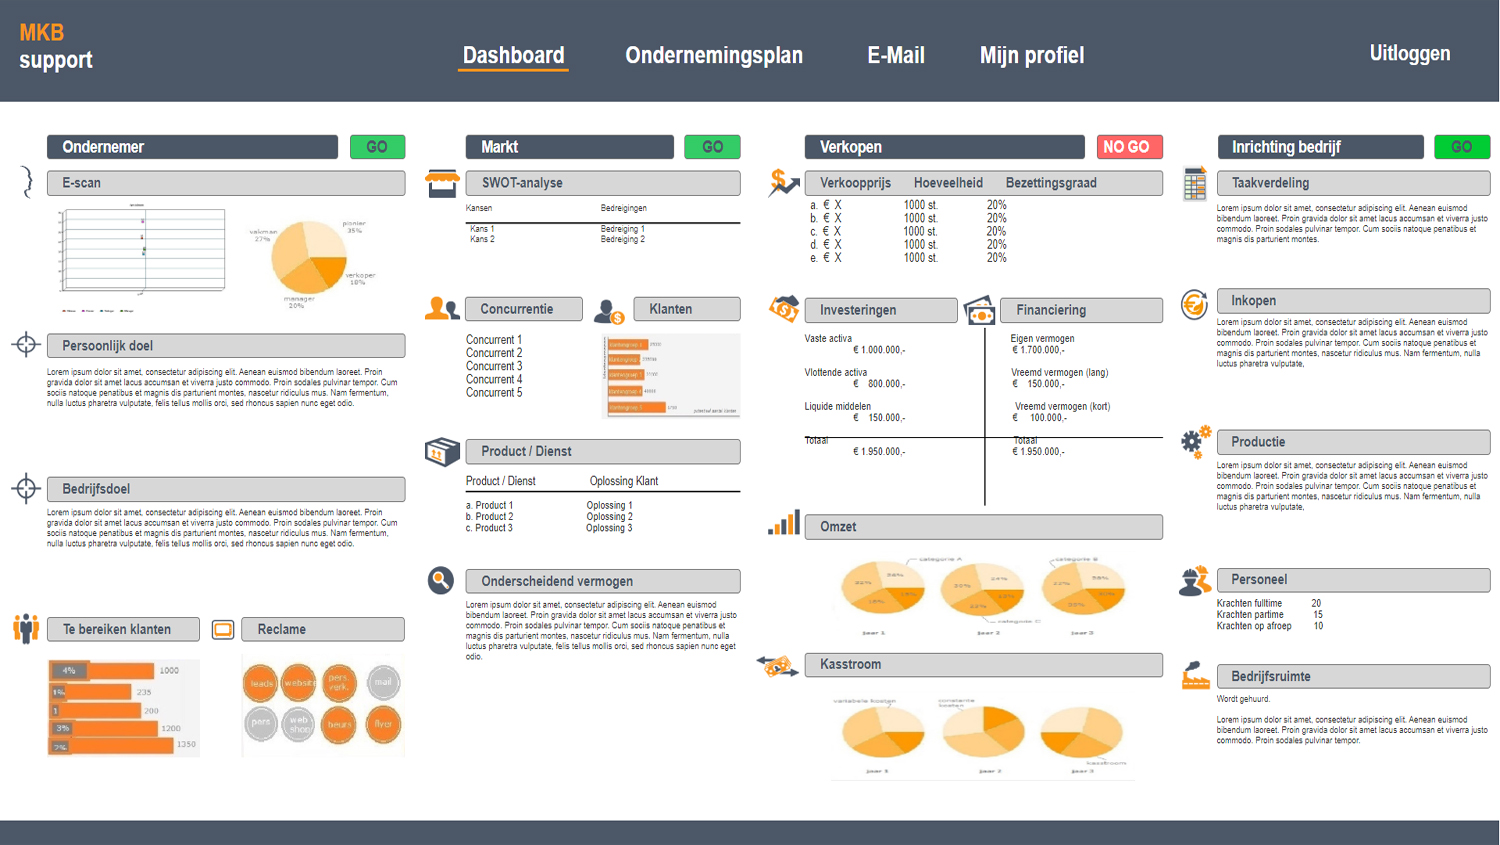 MKB
support
Dashboard
Ondernemingsplan
E-Mail
Mijn profiel
Uitloggen
Ondernemer
GO
E-scan
vakman
27%
pionier
35%
verkoper
18%
manager
20%
Persoonlijk doel
Lorem ipsum dolor sit amet, consectetur adipiscing elit. Aenean euismod bibendum laoreet. Proin
gravida dolor sit amet lacus accumsan et viverra justo commodo. Proin sodales pulvinar tempor. Cum
sociis natoque penatibus et magnis dis parturient montes, nascetur ridiculus mus. Nam fermentum,
nulla luctus pharetra vulputate, felis tellus mollis orci, sed rhoncus sapien nunc eget odio.
Bedrijfsdoel
Lorem ipsum dolor sit amet, consectetur adipiscing elit. Aenean euismod bibendum laoreet. Proin
gravida dolor sit amet lacus accumsan et viverra justo commodo. Proin sodales pulvinar tempor. Cum
sociis natoque penatibus et magnis dis parturient montes, nascetur ridiculus mus. Nam fermentum,
nulla luctus pharetra vulputate, felis tellus mollis orci, sed rhoncus sapien nunc eget odio.
Te bereiken klanten
4% 1000
1% 235
1 200
3% 1200
2% 1350
Reclame
leads
website
pers. verk.
mail
pers
web shop
beurs
flyer
Markt
GO
SWOT-analyse
Kansen Bedreigingen
Kans 1 Bedreiging 1
Kans 2 Bedreiging 2
Concurrentie
Concurrent 1
Concurrent 2
Concurrent 3
Concurrent 4
Concurrent 5
Klanten
Product / Dienst
Product / Dienst Oplossing Klant
a. Product 1 Oplossing 1
b. Product 2 Oplossing 2
c. Product 3 Oplossing 3
Onderscheidend vermogen
Lorem ipsum dolor sit amet, consectetur adipiscing elit. Aenean euismod
bibendum laoreet. Proin gravida dolor sit amet lacus accumsan et viverra justo
commodo. Proin sodales pulvinar tempor. Cum sociis natoque penatibus et
magnis dis parturient montes, nascetur ridiculus mus. Nam fermentum, nulla
luctus pharetra vulputate, felis tellus mollis orci, sed rhoncus sapien nunc eget
odio.
Verkopen
NO GO
Verkoopprijs Hoeveelheid Bezettingsgraad
a. € X 1000 st. 20%
b. € X 1000 st. 20%
c. € X 1000 st. 20%
d. € X 1000 st. 20%
e. € X 1000 st. 20%
Investeringen
Vaste activa
€ 1.000.000,-
Vlottende activa
€ 800.000,-
Liquide middelen
€ 150.000,-
Totaal
€ 1.950.000,-
Financiering
Eigen vermogen
€ 1.700.000,-
Vreemd vermogen (lang)
€ 150.000,-
Vreemd vermogen (kort)
€ 100.000,-
Totaal
€ 1.950.000,-
Omzet
categorie A
categorie B
categorie C
jaar 1
jaar 2
jaar 3
Kasstroom
variabele kosten
constante
kosten
kasstroom
jaar 1
jaar 2
jaar 3
Inrichting bedrijf
GO
Taakverdeling
Lorem ipsum dolor sit amet, consectetur adipiscing elit. Aenean euismod
bibendum laoreet. Proin gravida dolor sit amet lacus accumsan et viverra justo
commodo. Proin sodales pulvinar tempor. Cum sociis natoque penatibus et
magnis dis parturient montes.
Inkopen
Lorem ipsum dolor sit amet, consectetur adipiscing elit. Aenean euismod
bibendum laoreet. Proin gravida dolor sit amet lacus accumsan et viverra justo
commodo. Proin sodales pulvinar tempor. Cum sociis natoque penatibus et
magnis dis parturient montes, nascetur ridiculus mus. Nam fermentum, nulla
luctus pharetra vulputate,
Productie
Lorem ipsum dolor sit amet, consectetur adipiscing elit. Aenean euismod
bibendum laoreet. Proin gravida dolor sit amet lacus accumsan et viverra justo
commodo. Proin sodales pulvinar tempor. Cum sociis natoque penatibus et
magnis dis parturient montes, nascetur ridiculus mus. Nam fermentum, nulla
luctus pharetra vulputate,
Personeel
Krachten fulltime 20
Krachten partime 15
Krachten op afroep 10
Bedrijfsruimte
Wordt gehuurd.
Lorem ipsum dolor sit amet, consectetur adipiscing elit. Aenean euismod
bibendum laoreet. Proin gravida dolor sit amet lacus accumsan et viverra justo
commodo. Proin sodales pulvinar tempor.